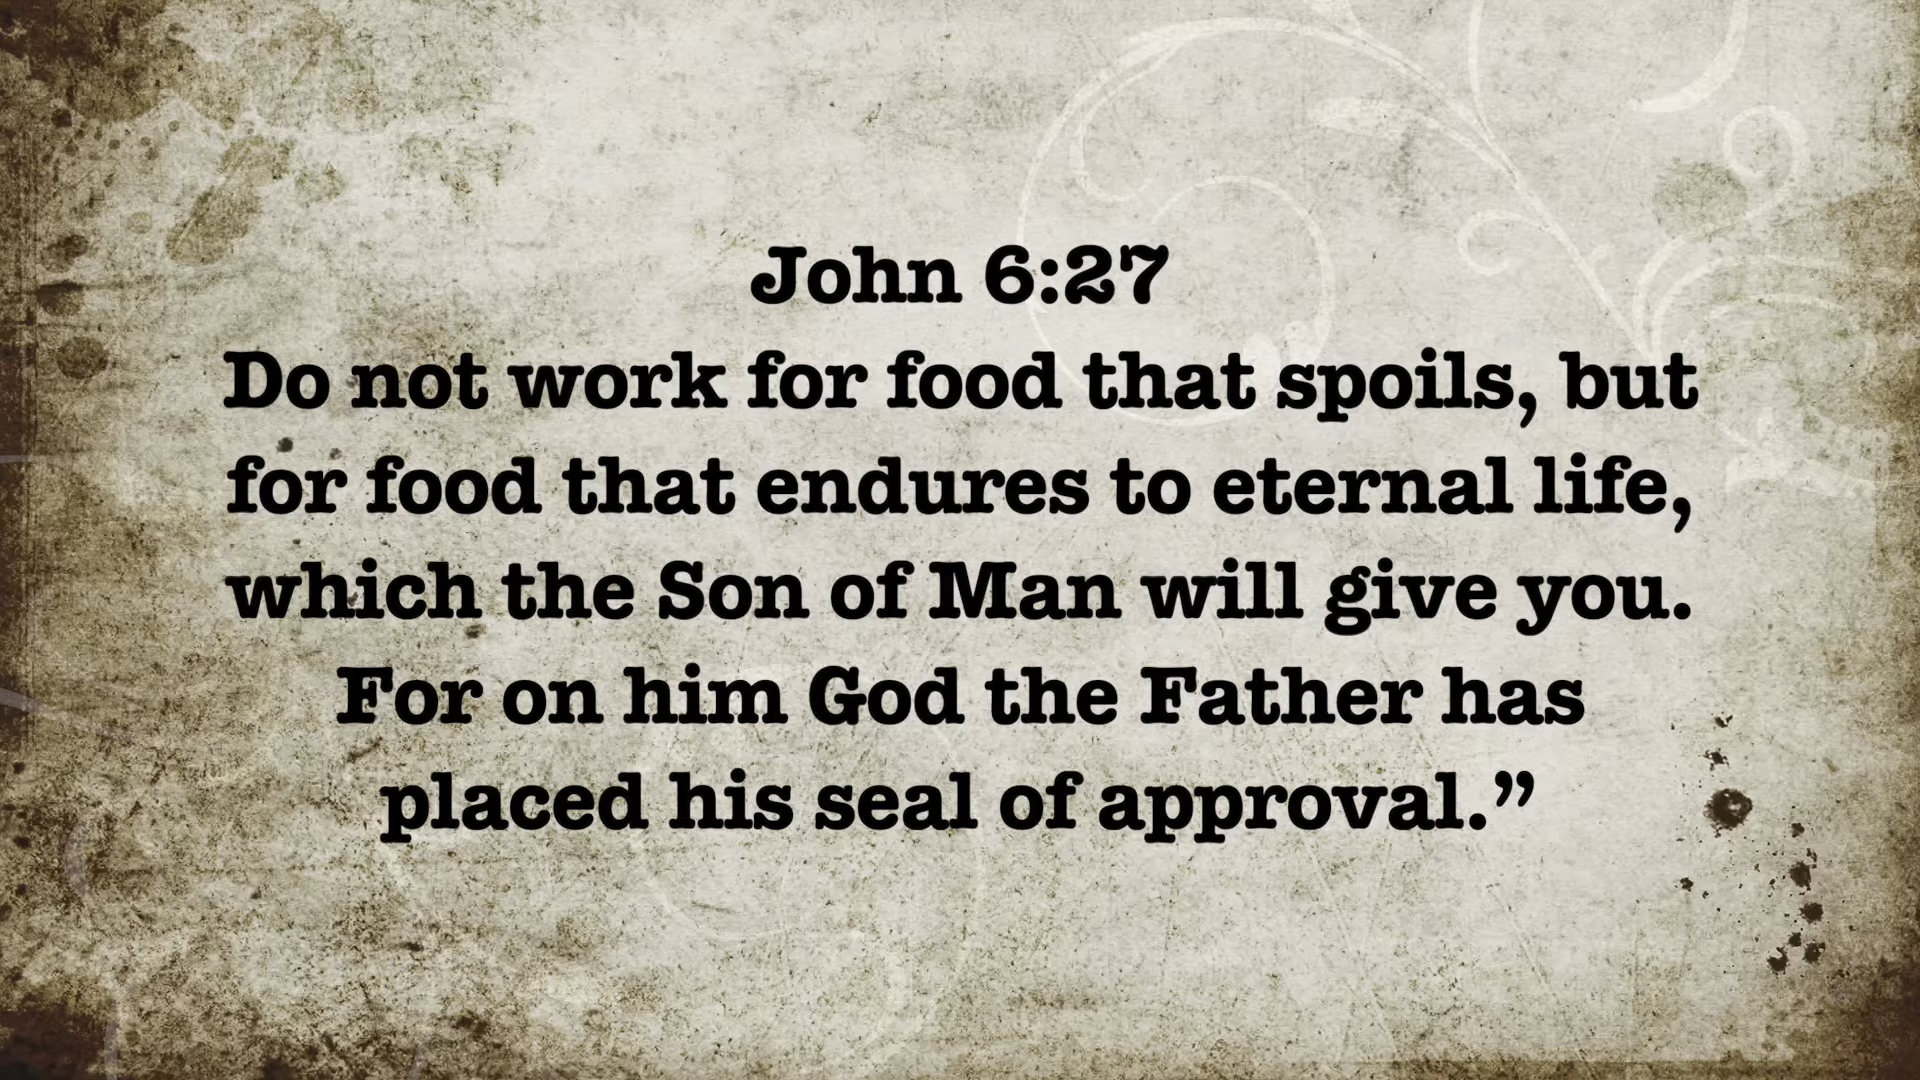 John 6:27
Do not work for food that spoils, but
for food that endures to eternal life,
which the Son of Man will give you.
For on him God the Father has
placed his seal of approval.”